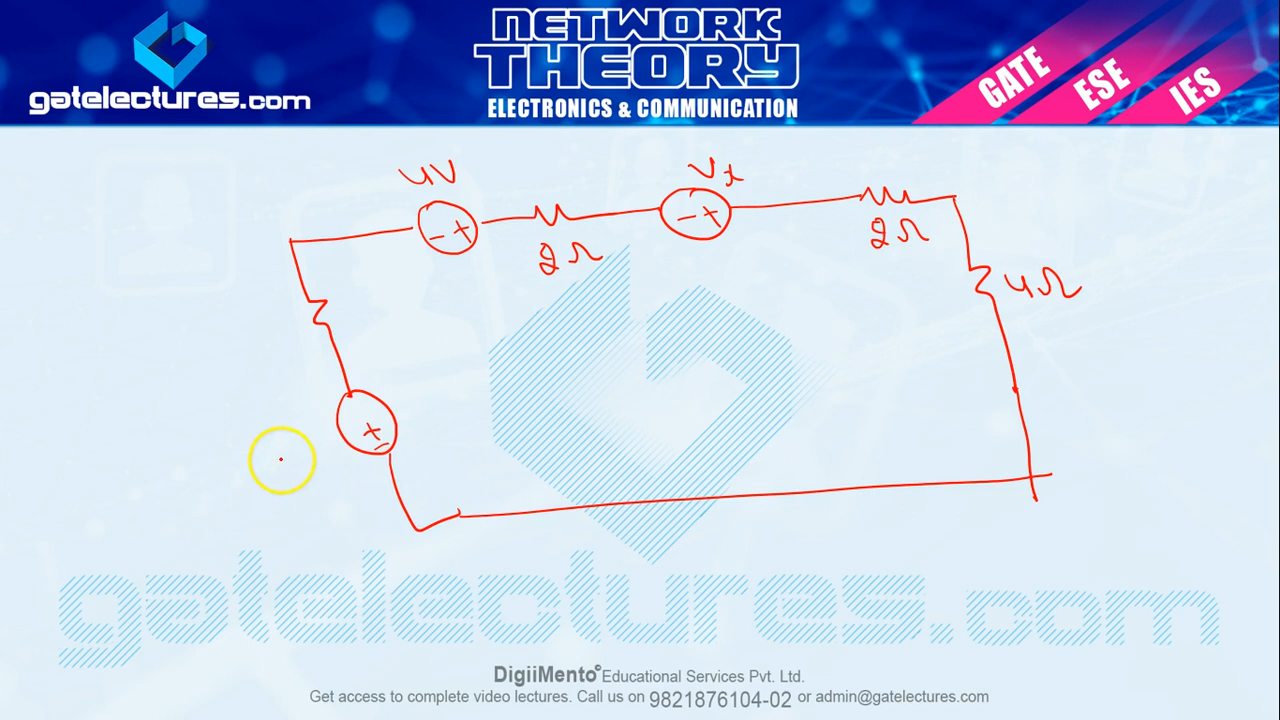 gatelectures.com
NETWORK
THEORY
ELECTRONICS & COMMUNICATION
GATE
ESE
IES
4V
Vx
2Ω
2Ω
4Ω
- +
- +
+
-
gatelectures.com
DigiiMento© Educational Services Pvt. Ltd.
Get access to complete video lectures. Call us on 9821876104-02 or admin@gatelectures.com